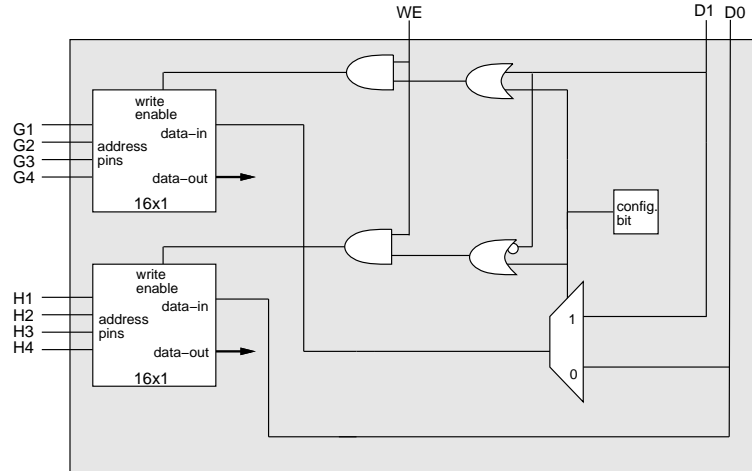 WE
D1
D0
write
enable
data-in
G1
G2
G3
G4
address
pins
data-out
16x1
config.
bit
write
enable
data-in
H1
H2
H3
H4
address
pins
data-out
16x1
1
0